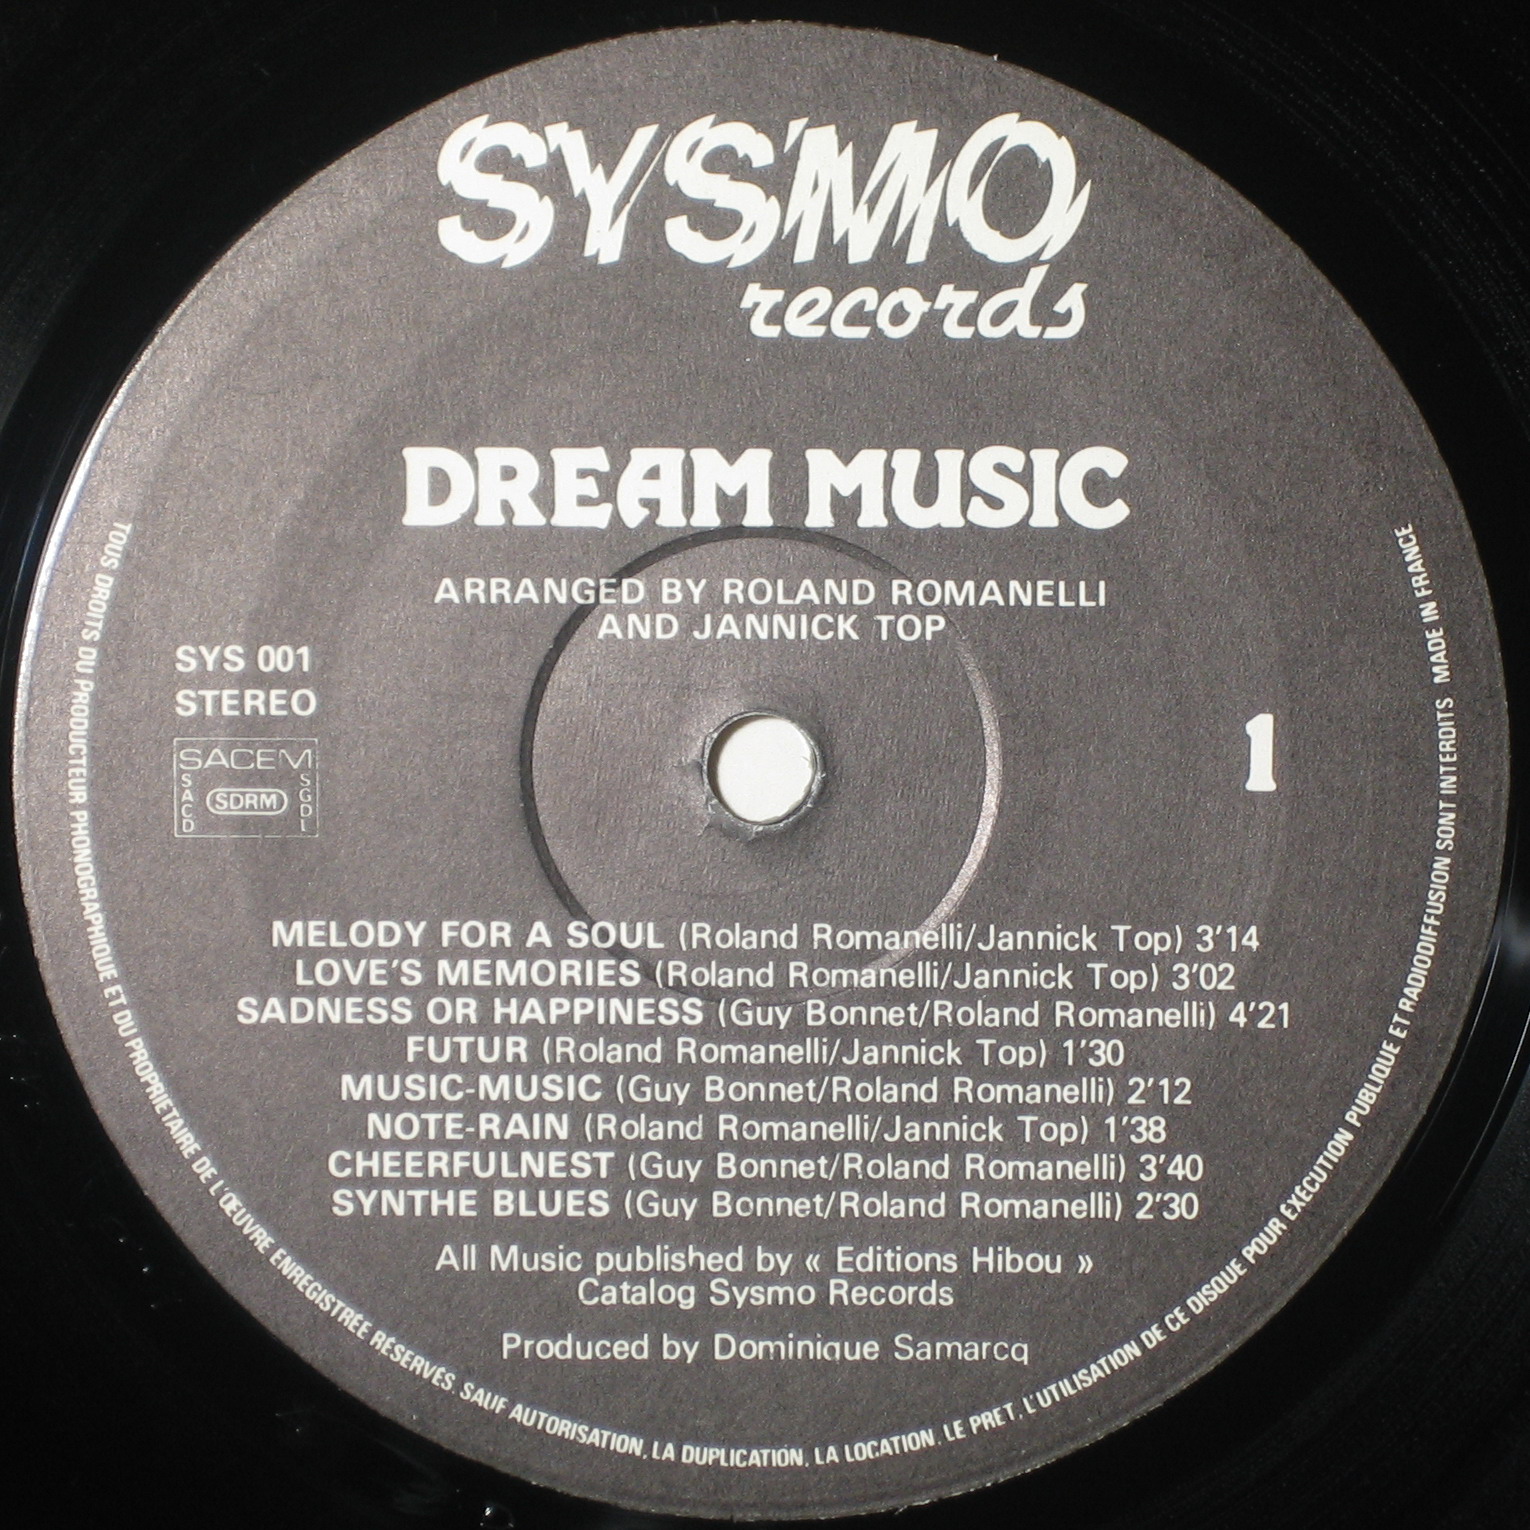 SYSMO
records
DREAM MUSIC
ARRANGED BY ROLAND ROMANELLI
AND JANNICK TOP
SYS 001
STEREO
SACEM
SACD
SDRM
SGDL
1
MELODY FOR A SOUL (Roland Romanelli/Jannick Top) 3'14
LOVE'S MEMORIES (Roland Romanelli/Jannick Top) 3'02
SADNESS OR HAPPINESS (Guy Bonnet/Roland Romanelli) 4'21
FUTUR (Roland Romanelli/Jannick Top) 1'30
MUSIC-MUSIC (Guy Bonnet/Roland Romanelli) 2'12
NOTE-RAIN (Roland Romanelli/Jannick Top) 1'38
CHEERFULNEST (Guy Bonnet/Roland Romanelli) 3'40
SYNTHE BLUES (Guy Bonnet/Roland Romanelli) 2'30
All Music published by « Editions Hibou »
Catalog Sysmo Records
Produced by Dominique Samarcq
TOUS DROITS DU PRODUCTEUR PHONOGRAPHIQUE ET DU PROPRIETAIRE DE L'ŒUVRE ENREGISTRÉE RÉSERVÉS. SAUF AUTORISATION, LA DUPLICATION, LA LOCATION. LE PRET, L'UTILISATION DE CE DISQUE POUR EXÉCUTION PUBLIQUE ET RADIODIFFUSION SONT INTERDITS MADE IN FRANCE